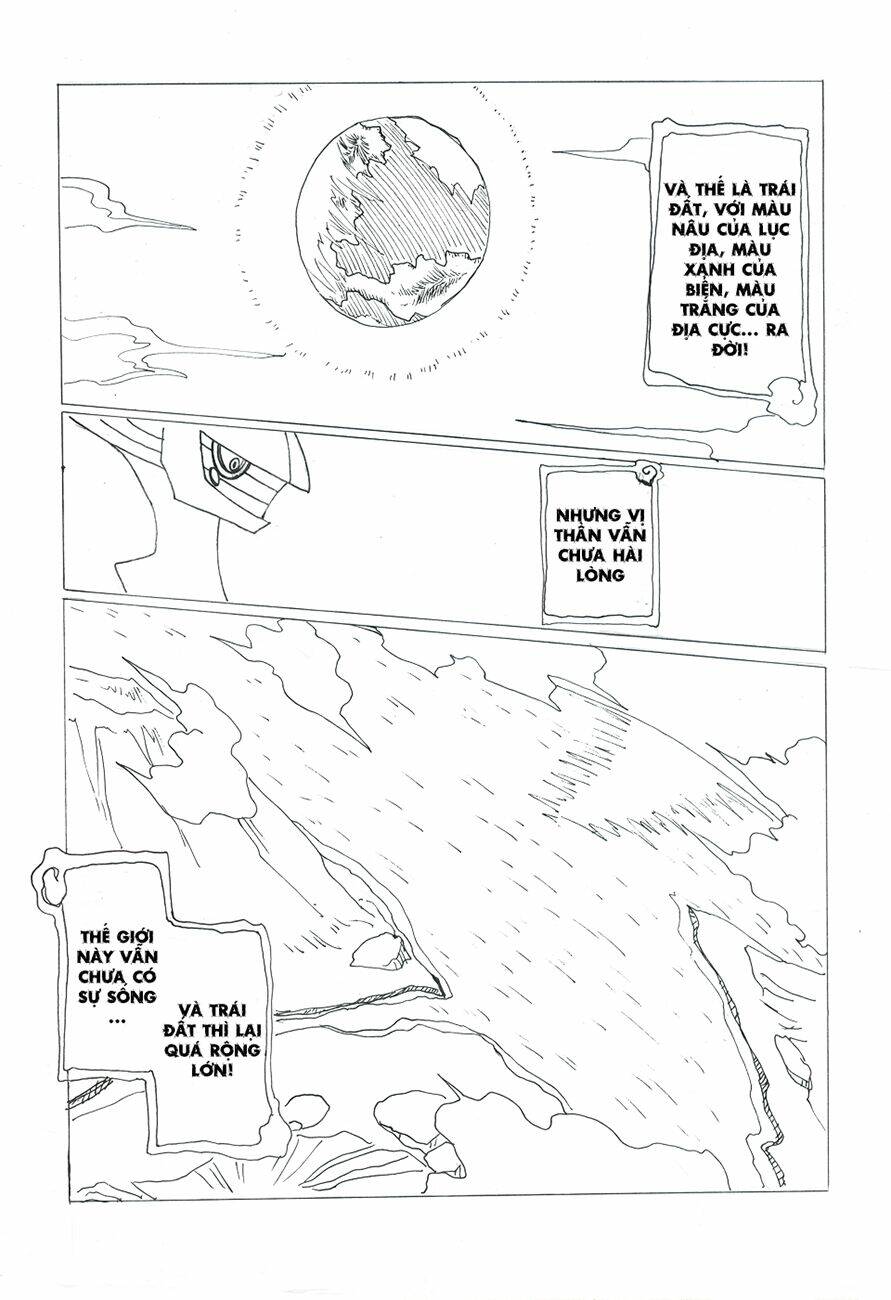 VÀ THẾ LÀ TRÁI
ĐẤT, VỚI MÀU
NÂU CỦA LỤC
ĐỊA, MÀU
XANH CỦA
BIỂN, MÀU
TRẮNG CỦA
ĐỊA CỰC... RA
ĐỜI!
NHƯNG VỊ
THẦN VẪN
CHƯA HÀI
LÒNG
THẾ GIỚI
NÀY VẪN
CHƯA CÓ
SỰ SỐNG
...
VÀ TRÁI
ĐẤT THÌ LẠI
QUÁ RỘNG
LỚN!